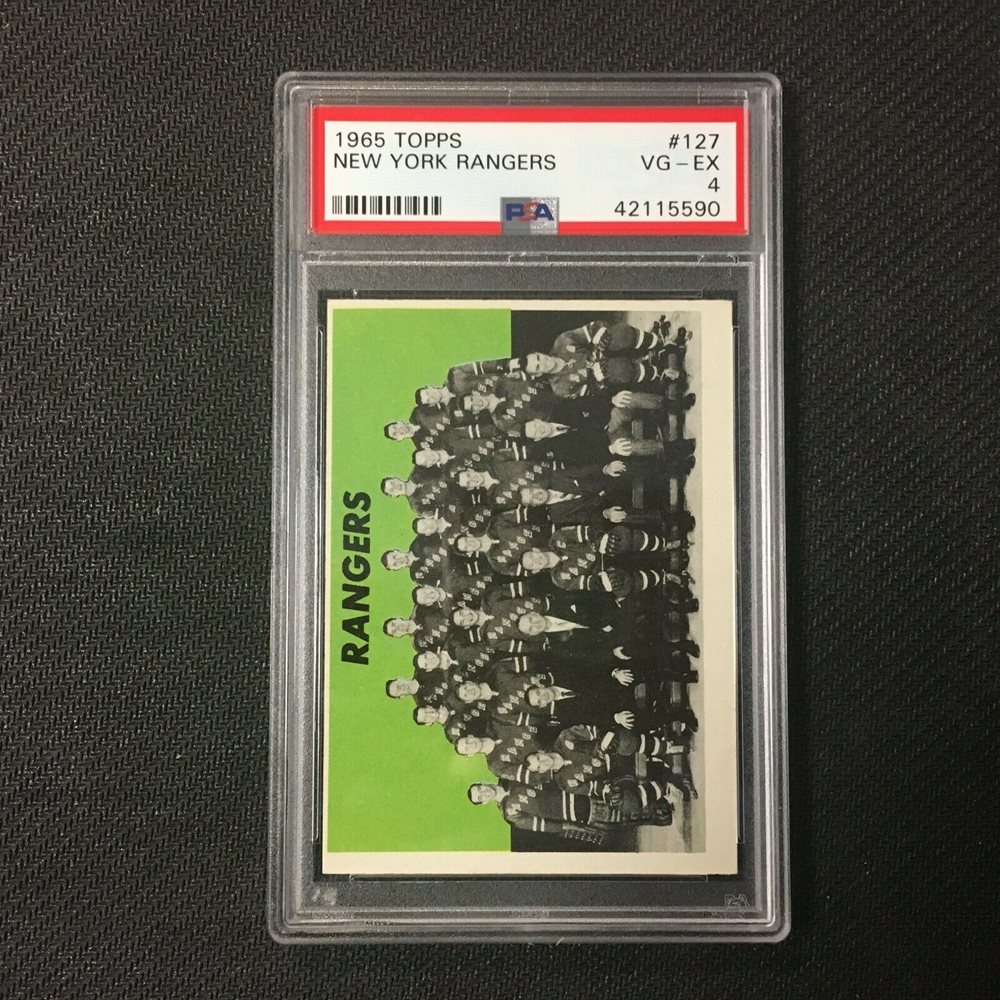 1965 TOPPS #127
NEW YORK RANGERS VG-EX
4
PSA 42115590
RANGERS